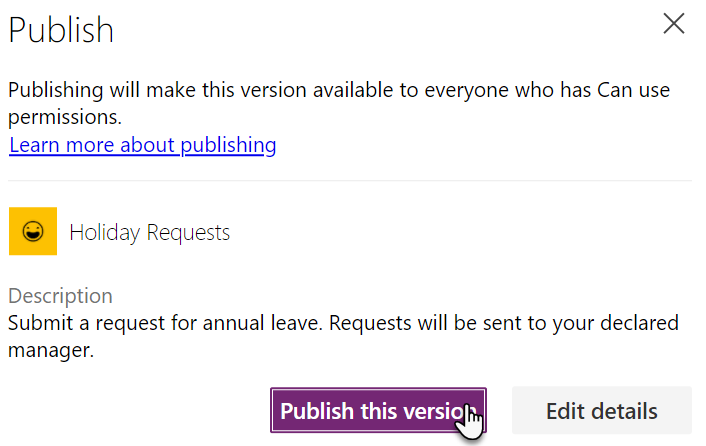 Publish
Publishing will make this version available to everyone who has Can use
permissions.
Learn more about publishing
Holiday Requests
Description
Submit a request for annual leave. Requests will be sent to your declared
manager.
Publish this version
Edit details